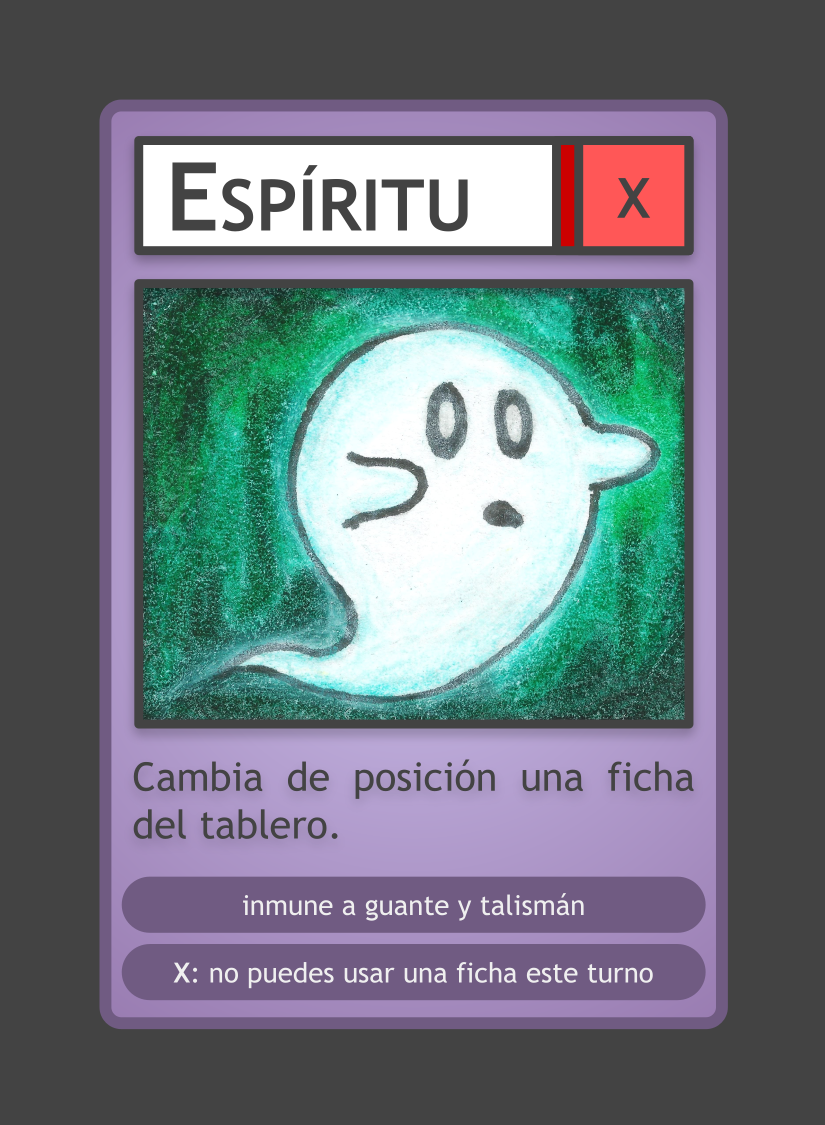 Espíritu
X
Cambia de posición una ficha
del tablero.
inmune a guante y talismán
X: no puedes usar una ficha este turno